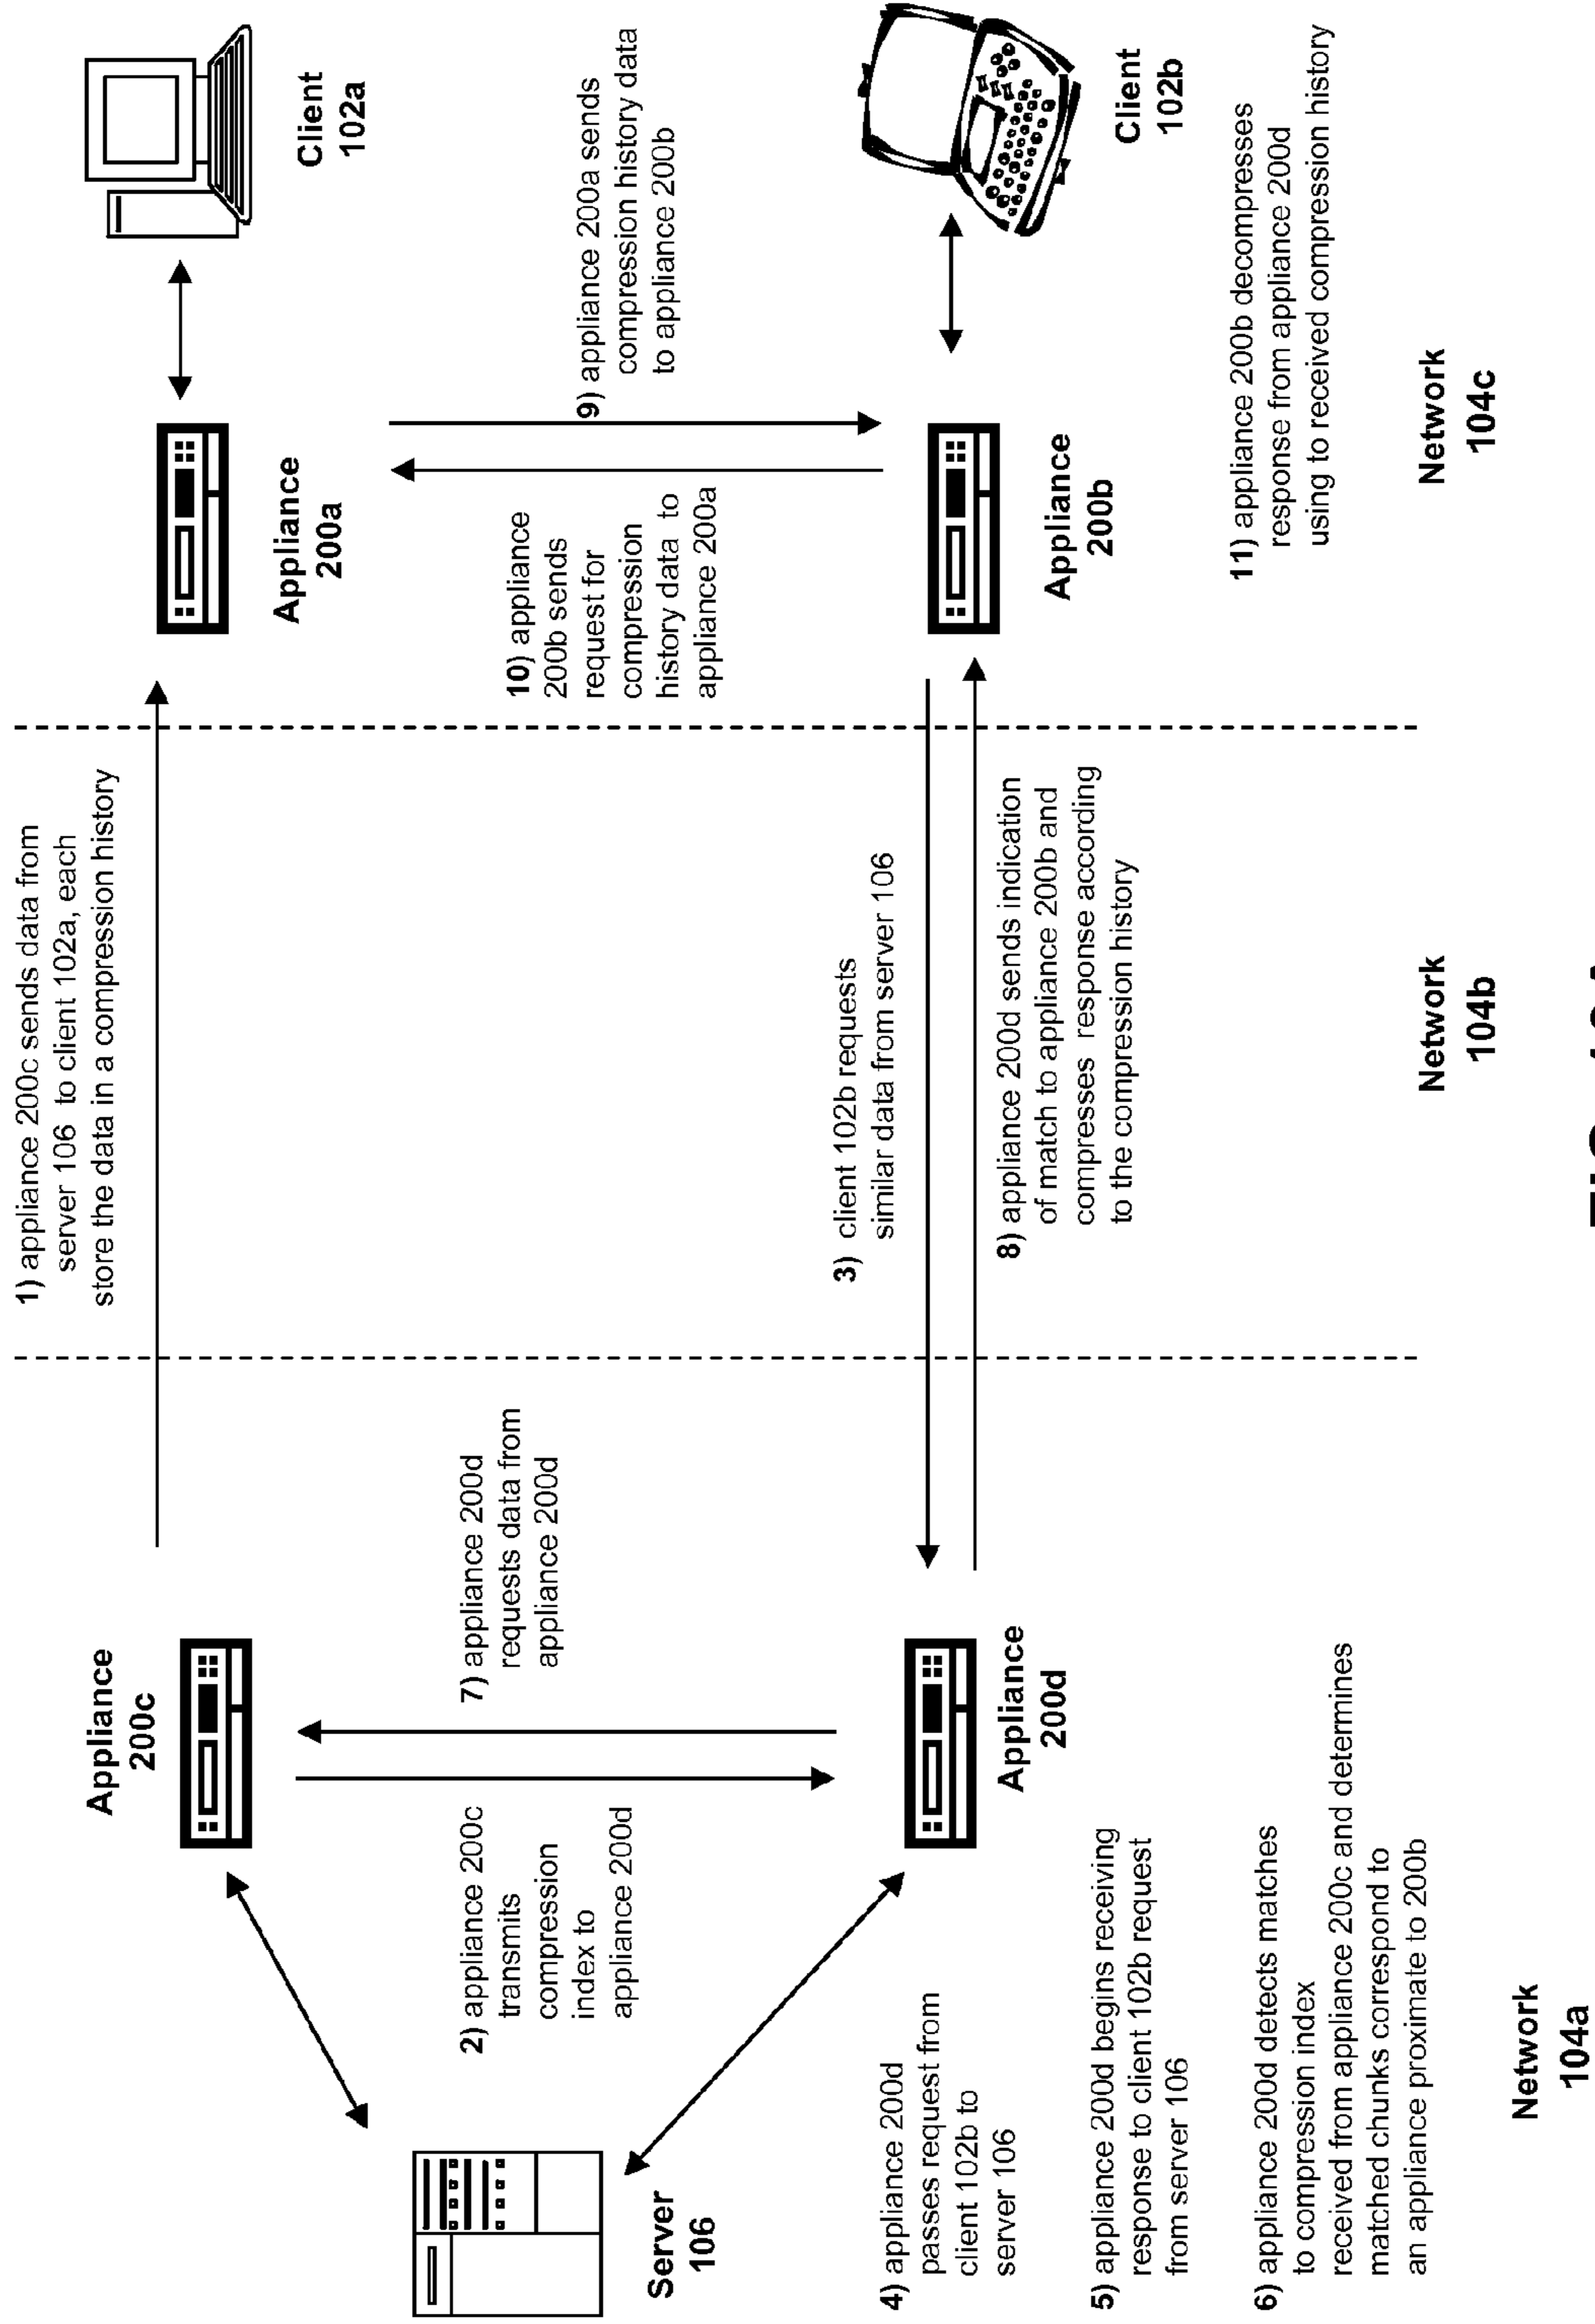 1) appliance 200c sends data from
server 106 to client 102a, each
store the data in a compression history
Appliance
200c
Appliance
200a
Client
102a
2) appliance 200c
transmits
compression
index to
appliance 200d
7) appliance 200d
requests data from
appliance 200d
10) appliance
200b sends
request for
compression
history data to
appliance 200a
9) appliance 200a sends
compression history data
to appliance 200b
Server
106
3) client 102b requests
similar data from server 106
4) appliance 200d
passes request from
client 102b to
server 106
Appliance
200d
8) appliance 200d sends indication
of match to appliance 200b and
compresses response according
to the compression history
Appliance
200b
Client
102b
5) appliance 200d begins receiving
response to client 102b request
from server 106
11) appliance 200b decompresses
response from appliance 200d
using to received compression history
6) appliance 200d detects matches
to compression index
received from appliance 200c and determines
matched chunks correspond to
an appliance proximate to 200b
Network
104a
Network
104b
Network
104c